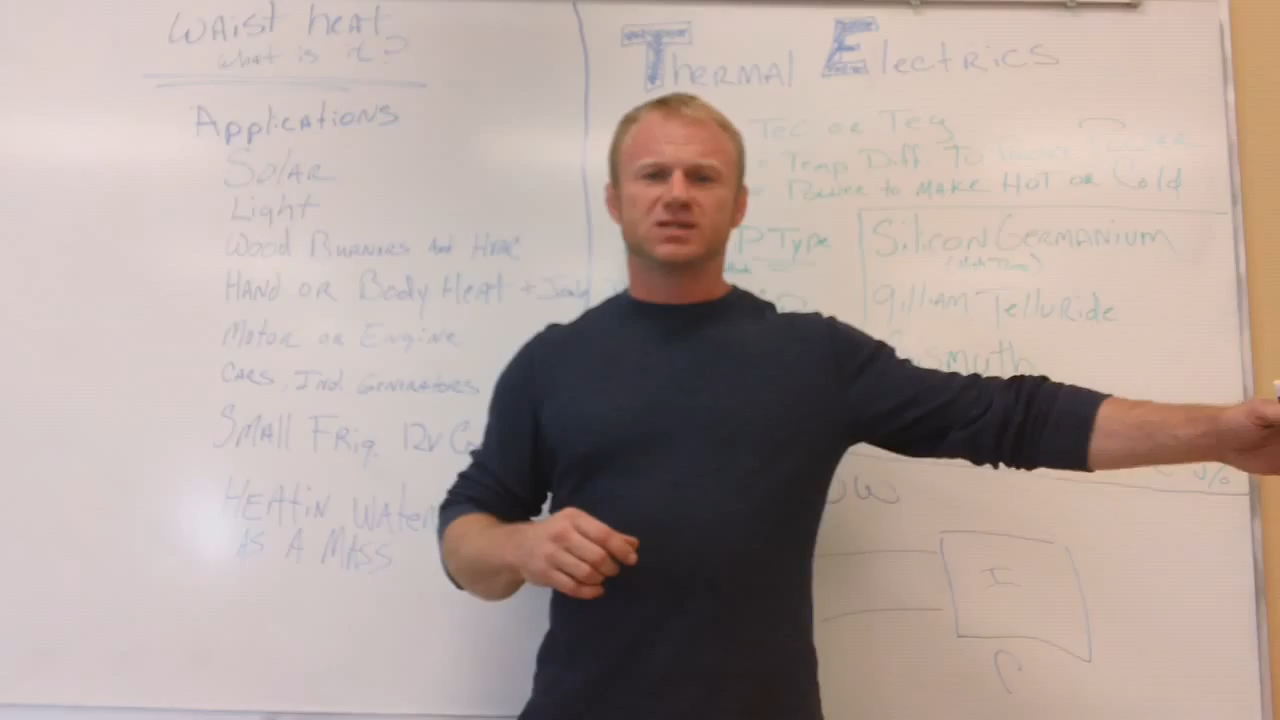 WAIST HEAT
What is it?
Applications
Solar
Light
Wood Burners and HVAC
HAND OR Body Heat +
Motor or Engine
CARS, Ind. Generators
Small Frig. 12v
HEAtin Water
AS A MASS
Thermal Electrics
Tec or Teg
= Temp Diff To Power
= Power to MAKE HOT or Cold
P Type
Silicon Germanium
gilliam Telluride
I